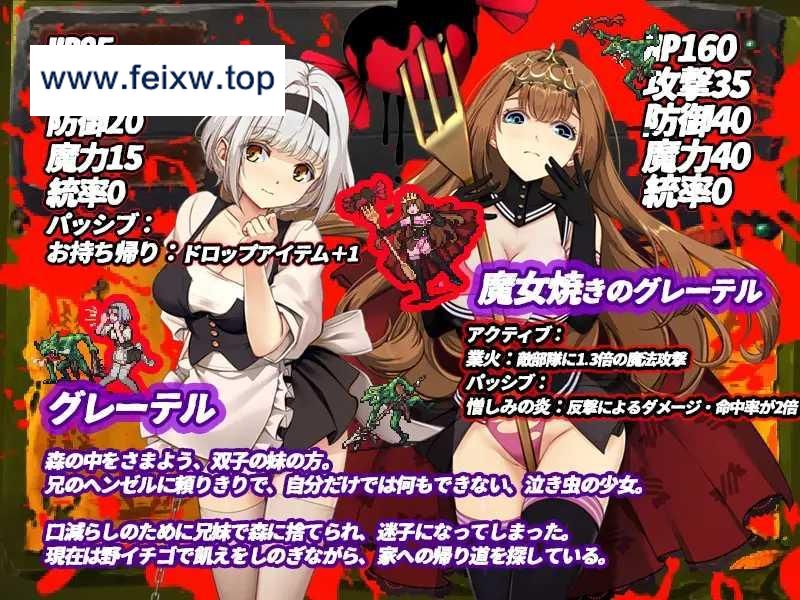 www.feixw.top
防御20
魔力15
統率0
パッシブ：
お持ち帰り：ドロップアイテム＋1
HP160
攻撃35
防御40
魔力40
統率0
魔女焼きのグレーテル
アクティブ：
業火：敵部隊に1.3倍の魔法攻撃
パッシブ：
憎しみの炎：反撃によるダメージ・命中率が2倍
グレーテル
森の中をさまよう、双子の妹の方。
兄のヘンゼルに頼りきりで、自分だけでは何もできない、泣き虫の少女。
口減らしのために兄妹で森に捨てられ、迷子になってしまった。
現在は野イチゴで飢えをしのぎながら、家への帰り道を探している。